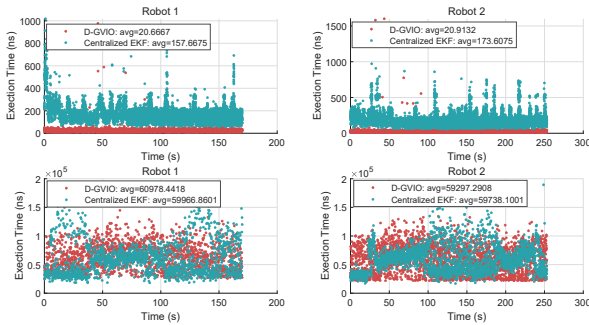 Robot 1
Exection Time (ns)
1000
800
600
400
200
0
D-GVIO: avg=20.6667
Centralized EKF: avg=157.6675
0 50 100 150 200
Time (s)
Robot 2
Exection Time (ns)
1500
1000
500
0
D-GVIO: avg=20.9132
Centralized EKF: avg=173.6075
0 50 100 150 200 250 300
Time (s)
Robot 1
Exection Time (ns)
×10⁵
2
1.5
1
0.5
0
D-GVIO: avg=60978.4418
Centralized EKF: avg=59966.8601
0 50 100 150 200
Time (s)
Robot 2
Exection Time (ns)
×10⁵
2
1.5
1
0.5
0
D-GVIO: avg=59297.2908
Centralized EKF: avg=59738.1001
0 50 100 150 200 250 300
Time (s)